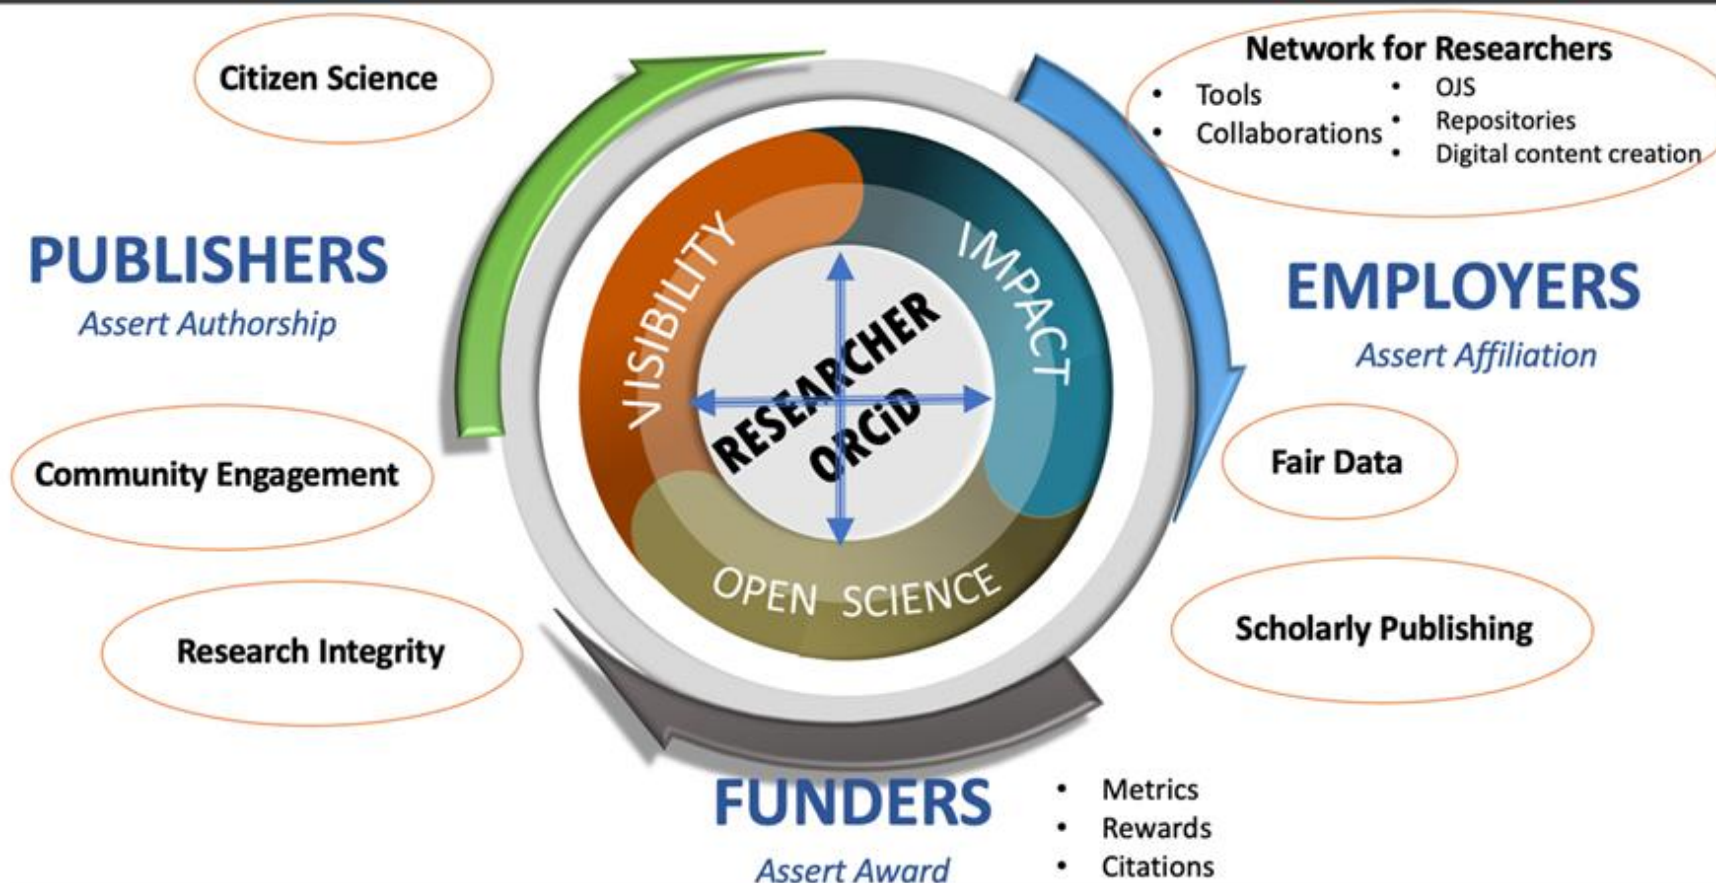 Citizen Science
Network for Researchers
• Tools
• Collaborations
• OJS
• Repositories
• Digital content creation
PUBLISHERS
Assert Authorship
VISIBILITY
IMPACT
RESEARCHER
ORCiD
OPEN SCIENCE
EMPLOYERS
Assert Affiliation
Community Engagement
Fair Data
Research Integrity
Scholarly Publishing
FUNDERS
Assert Award
• Metrics
• Rewards
• Citations